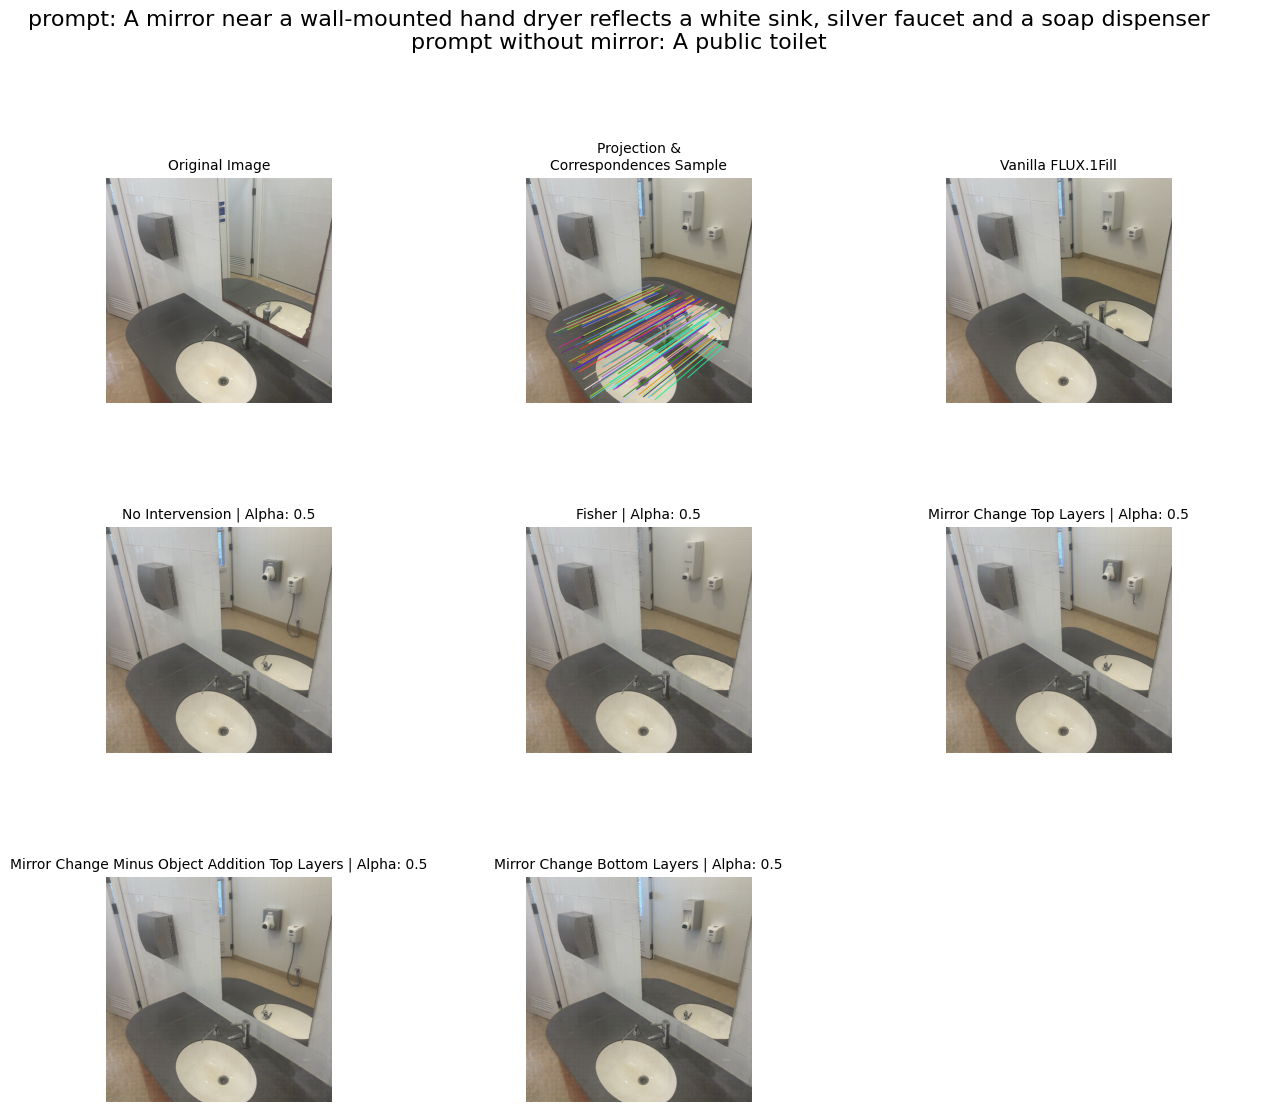 prompt: A mirror near a wall-mounted hand dryer reflects a white sink, silver faucet and a soap dispenser
prompt without mirror: A public toilet
Original Image
Projection &
Correspondences Sample
Vanilla FLUX.1Fill
No Intervension | Alpha: 0.5
Fisher | Alpha: 0.5
Mirror Change Top Layers | Alpha: 0.5
Mirror Change Minus Object Addition Top Layers | Alpha: 0.5
Mirror Change Bottom Layers | Alpha: 0.5